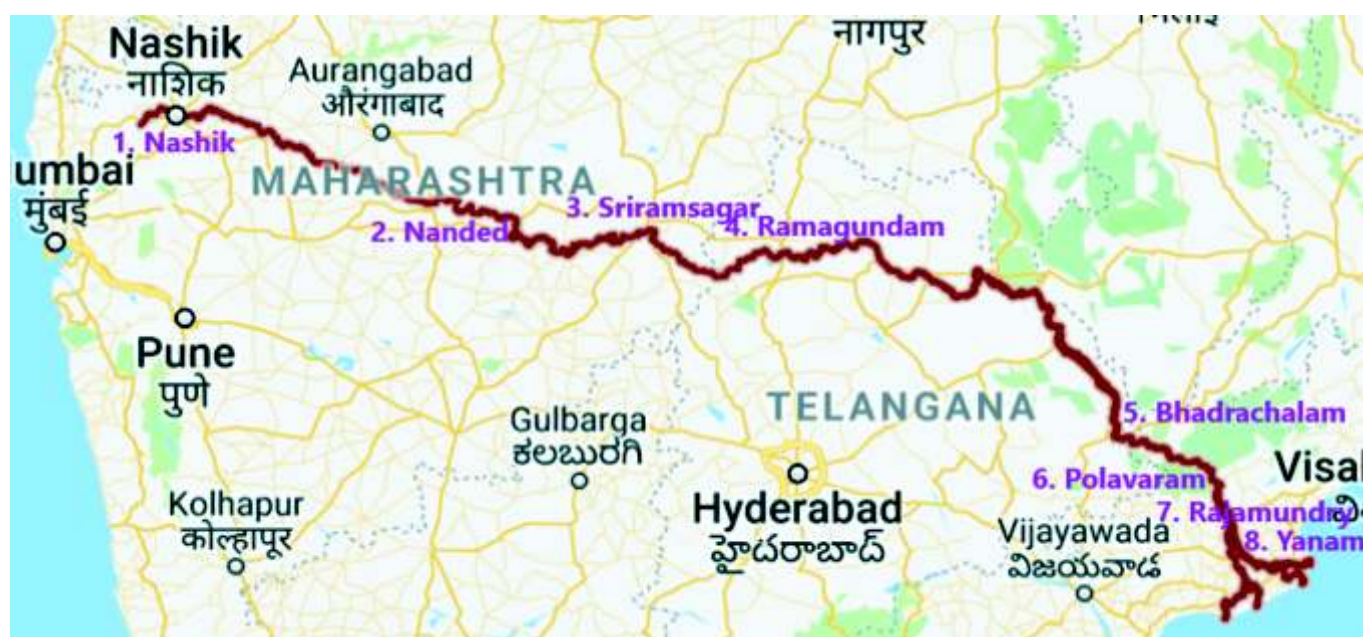 Nashik
नाशिक
1. Nashik
Aurangabad
औरंगाबाद
नागपुर
umbai
मुंबई
MAHARASHTRA
2. Nanded
3. Sriramsagar
4. Ramagundam
Pune
पुणे
Gulbarga
ಕಲಬುರಗಿ
TELANGANA
5. Bhadrachalam
6. Polavaram
Visal
7. Rajamundry
8. Yanam
Kolhapur
कोल्हापूर
Hyderabad
హైదరాబాద్
Vijayawada
విజయవాడ